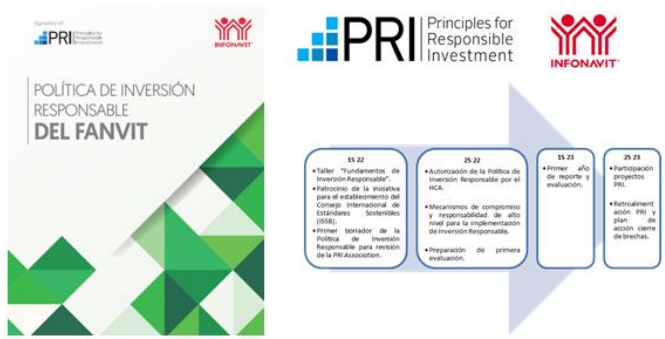 Signatory of
PRI Principles for
Responsible
Investment
INFONAVIT
POLÍTICA DE INVERSIÓN
RESPONSABLE
DEL FANVIT
PRI Principles for
Responsible
Investment
INFONAVIT
1S 22
• Taller "Fundamentos de
Inversión Responsable".
• Patrocinio de la iniciativa
para el establecimiento del
Consejo Internacional de
Estándares Sostenibles
(ISSB).
• Primer borrador de la
Política de Inversión
Responsable para revisión
de la PRI Association.
2S 22
• Autorización de la Política de
Inversión Responsable por el
HCA.
• Mecanismos de compromiso
y responsabilidad de alto
nivel para la implementación
de Inversión Responsable.
• Preparación de primera
evaluación.
1S 23
• Primer año
de reporte y
evaluación.
2S 23
• Participación
proyectos
PRI.
• Retroaliment
ación PRI y
plan de
acción cierre
de brechas.